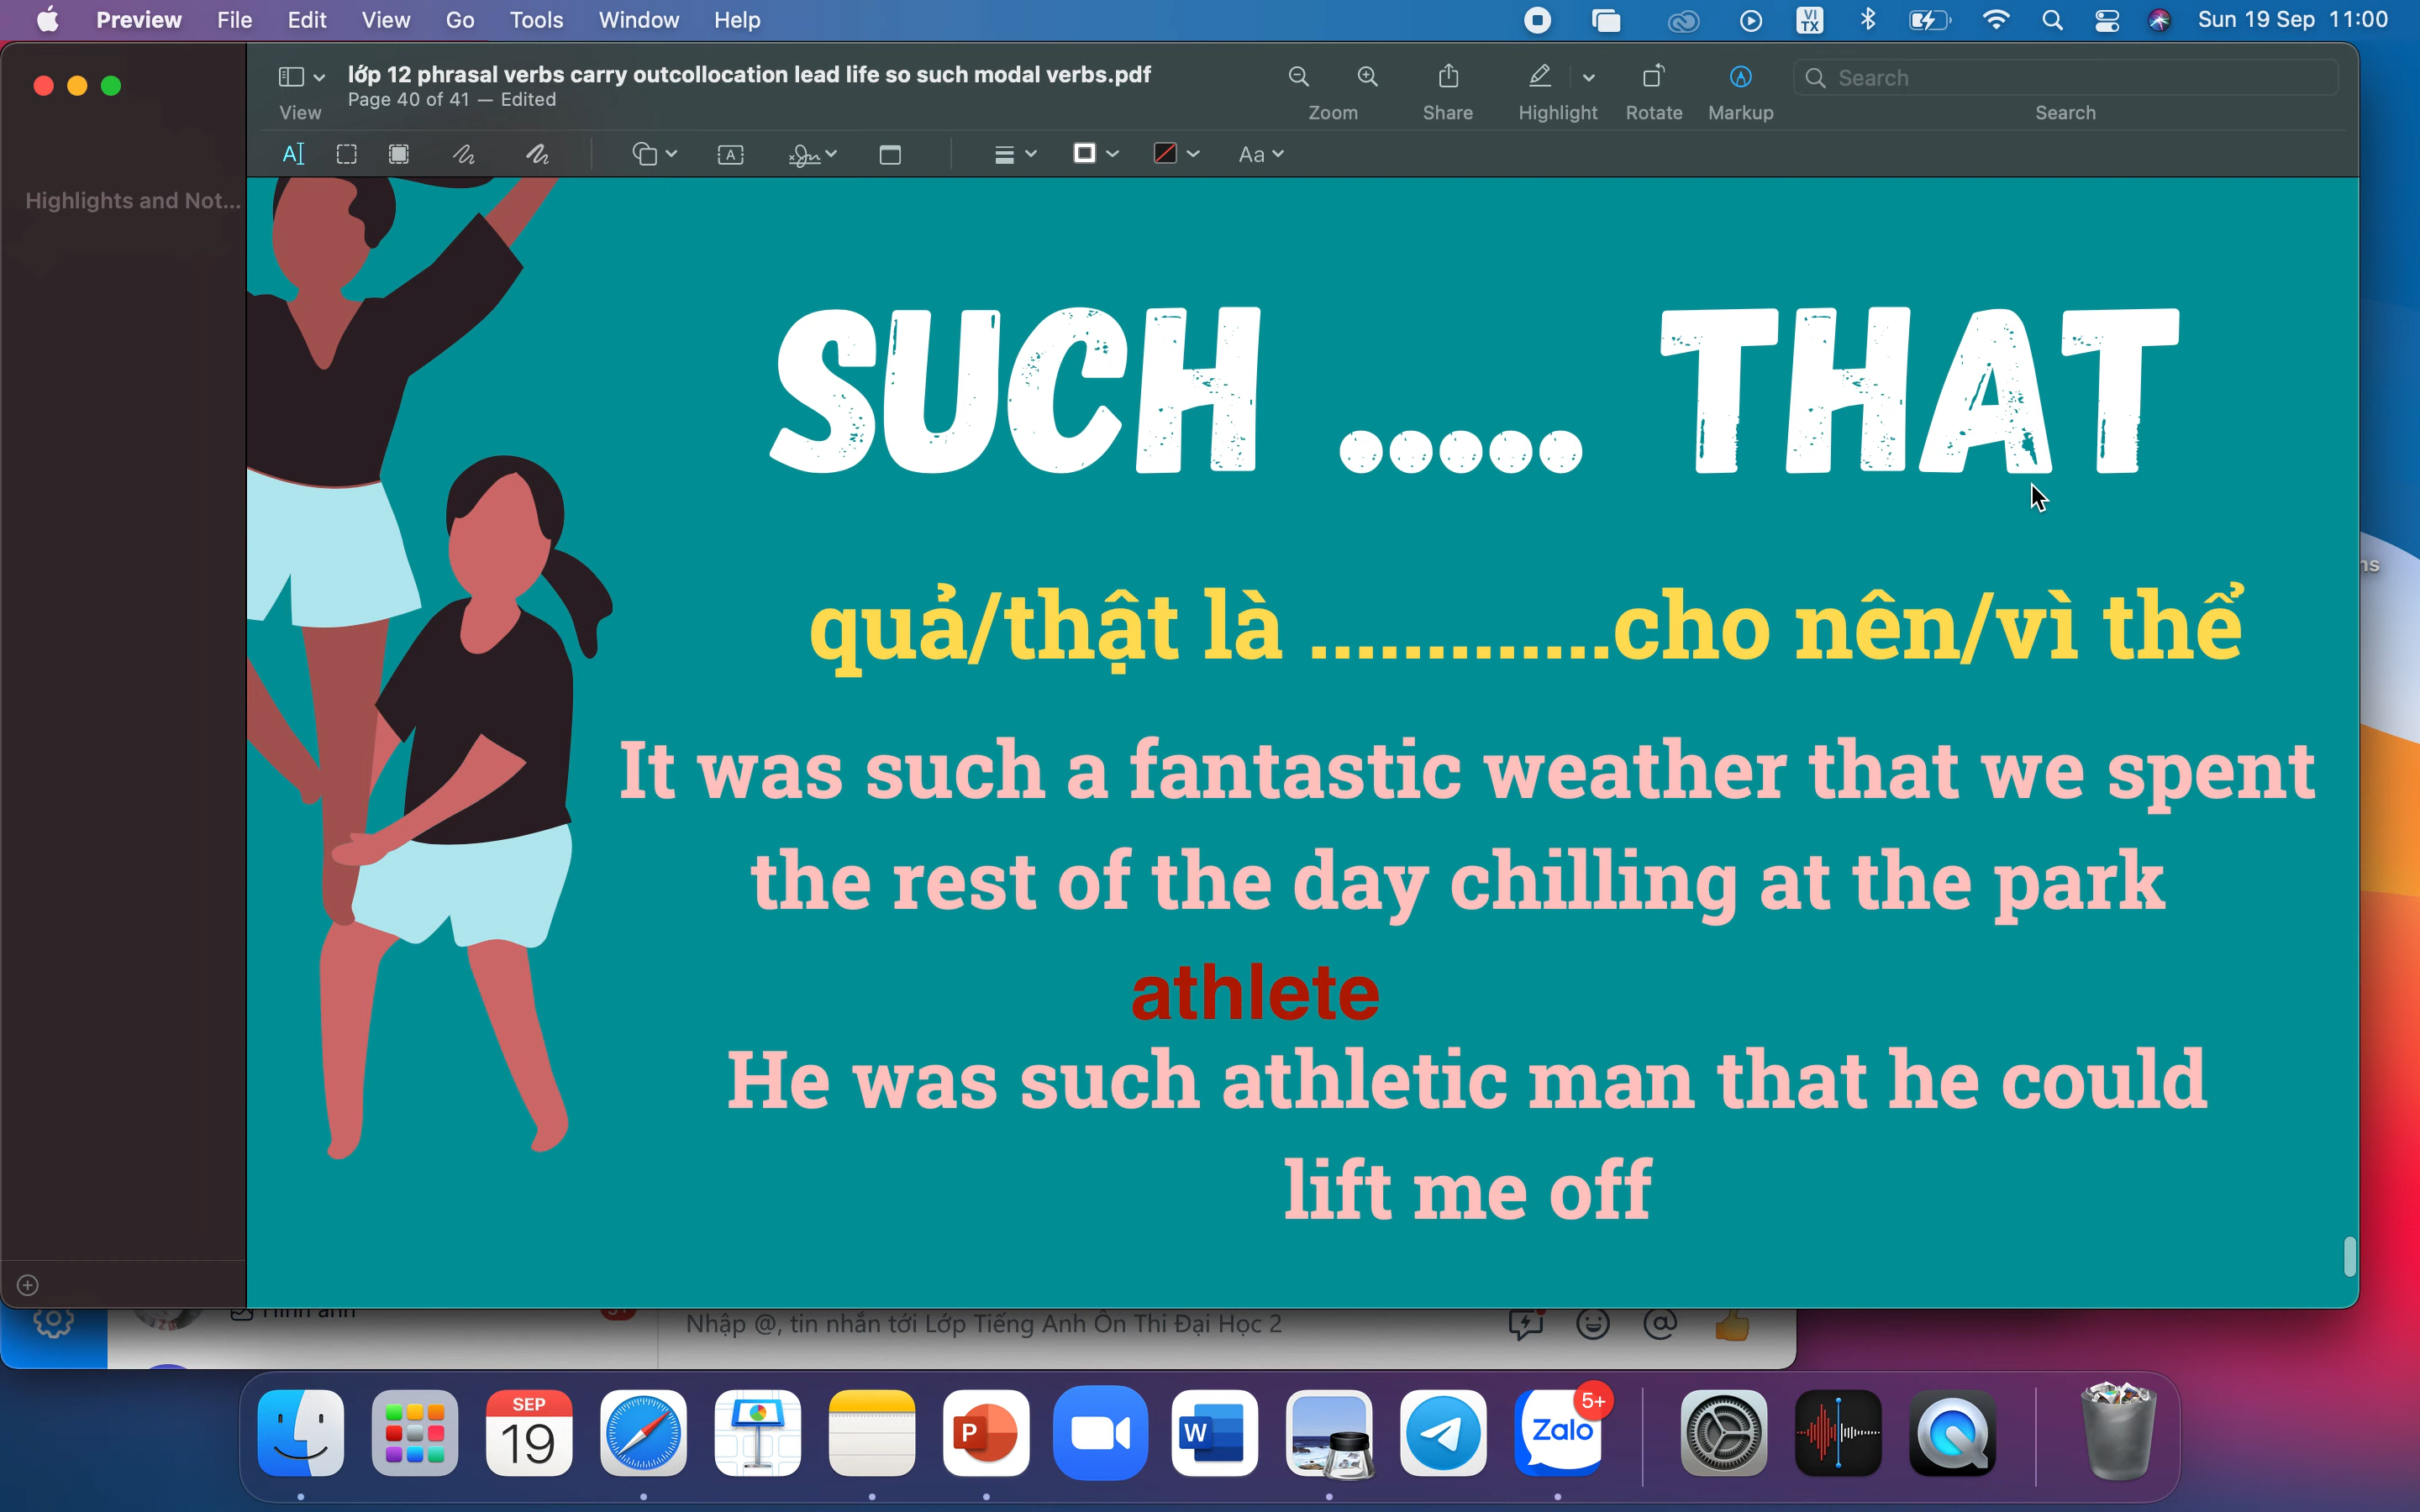 Preview File Edit View Go Tools Window Help VI TX Sun 19 Sep 11:00
lớp 12 phrasal verbs carry outcollocation lead life so such modal verbs.pdf
Page 40 of 41 — Edited
Search
View Zoom Share Highlight Rotate Markup Search
A A Aa
Highlights and Not...
SUCH ..... THAT
quả/thật là .............cho nên/vì thể
It was such a fantastic weather that we spent
the rest of the day chilling at the park
athlete
He was such athletic man that he could
lift me off
Hình ảnh
Nhập @, tin nhắn tới Lớp Tiếng Anh Ôn Thi Đại Học 2
SEP
19
P
W
Zalo
5+